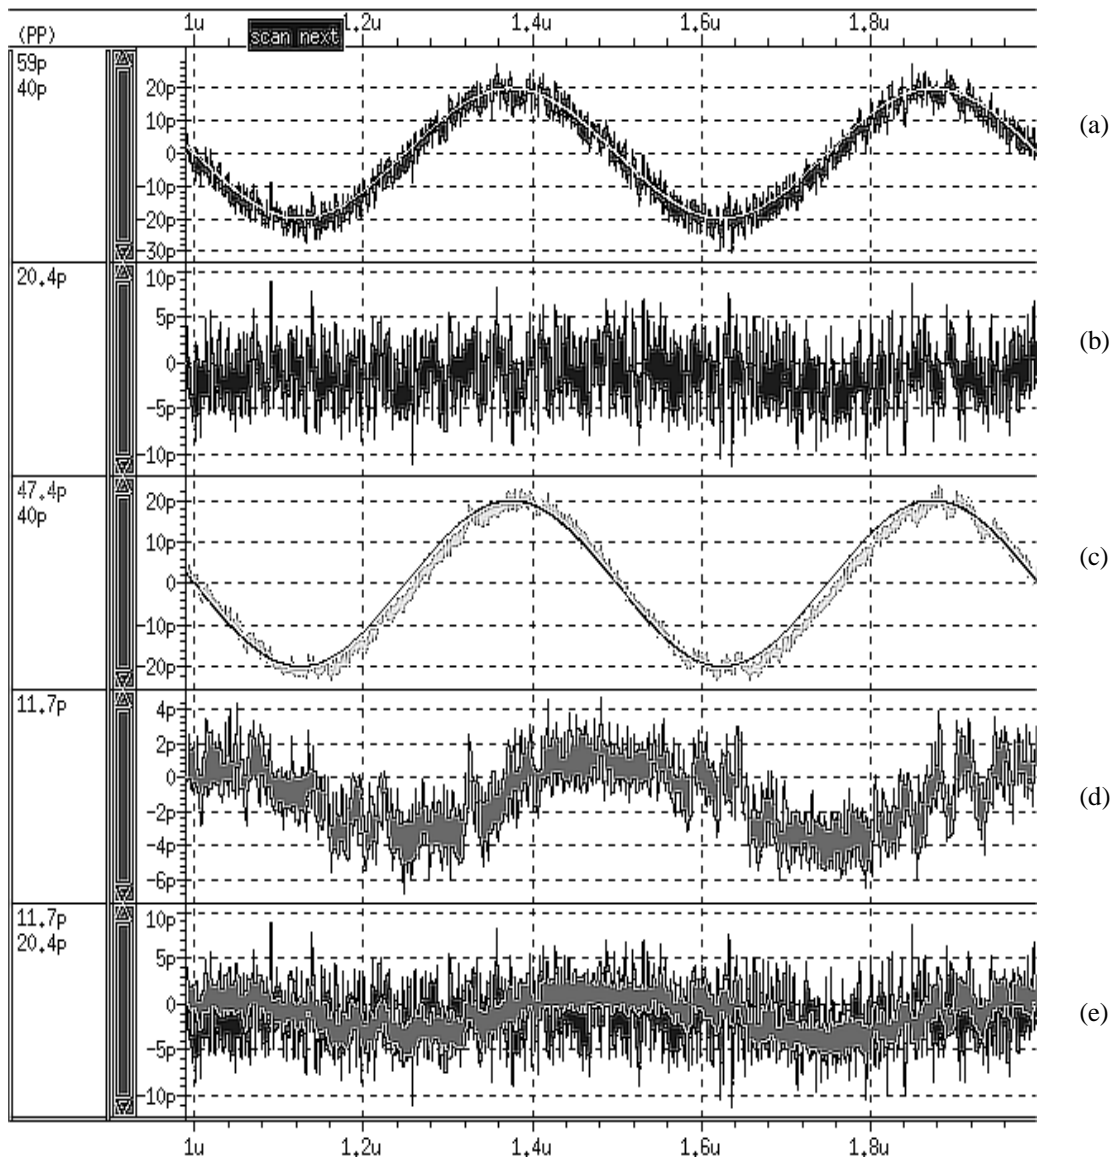 1u 1.2u 1.4u 1.6u 1.8u
scan next
(PP)
59p
40p
20p
10p
0
-10p
-20p
-30p
(a)
20.4p
10p
5p
0
-5p
-10p
(b)
47.4p
40p
20p
10p
0
-10p
-20p
(c)
11.7p
4p
2p
0
-2p
-4p
-6p
(d)
11.7p
20.4p
10p
5p
0
-5p
-10p
(e)
1u 1.2u 1.4u 1.6u 1.8u